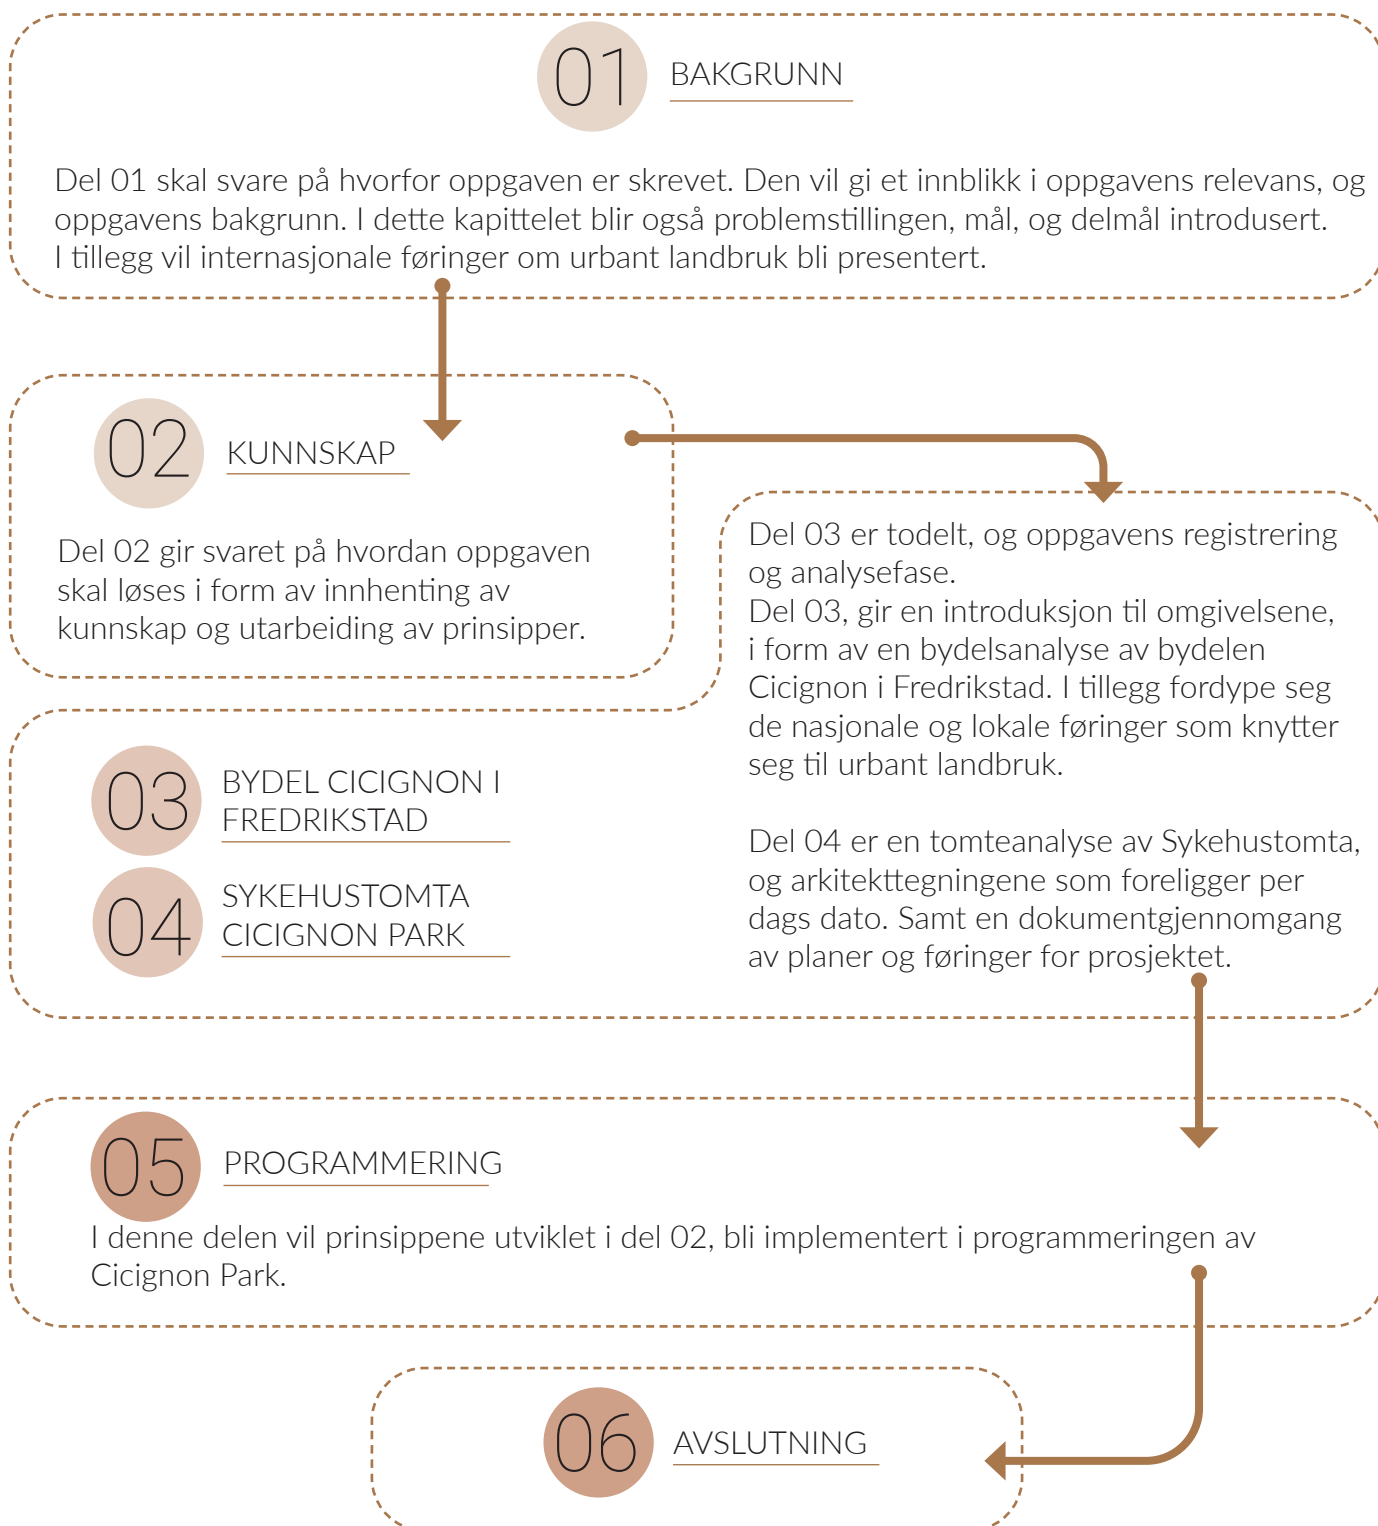 01
BAKGRUNN
Del 01 skal svare på hvorfor oppgaven er skrevet. Den vil gi et innblikk i oppgavens relevans, og
oppgavens bakgrunn. I dette kapittelet blir også problemstillingen, mål, og delmål introdusert.
I tillegg vil internasjonale føringer om urbant landbruk bli presentert.
02
KUNNSKAP
Del 02 gir svaret på hvordan oppgaven
skal løses i form av innhenting av
kunnskap og utarbeiding av prinsipper.
03
BYDEL CICIGNON I
FREDRIKSTAD
04
SYKEHUSTOMTA
CICIGNON PARK
Del 03 er todelt, og oppgavens registrering
og analysefase.
Del 03, gir en introduksjon til omgivelsene,
i form av en bydelsanalyse av bydelen
Cicignon i Fredrikstad. I tillegg fordype seg
de nasjonale og lokale føringer som knytter
seg til urbant landbruk.
Del 04 er en tomteanalyse av Sykehustomta,
og arkitekttegningene som foreligger per
dags dato. Samt en dokumentgjennomgang
av planer og føringer for prosjektet.
05
PROGRAMMERING
I denne delen vil prinsippene utviklet i del 02, bli implementert i programmeringen av
Cicignon Park.
06
AVSLUTNING